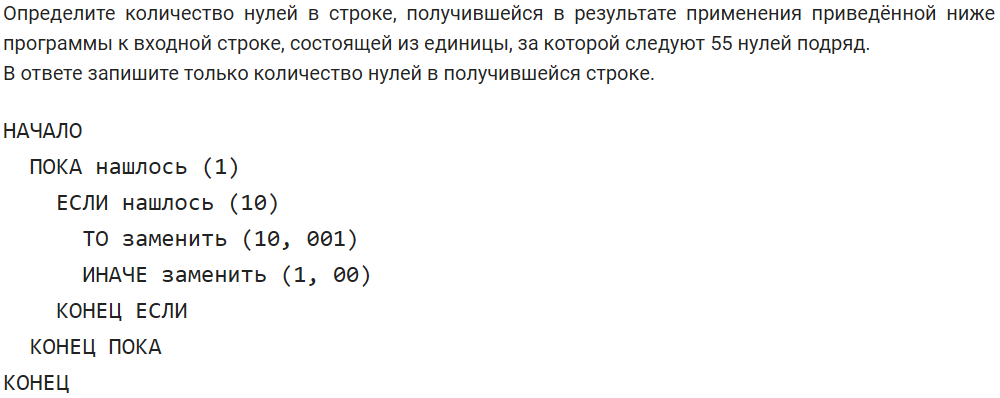 Определите количество нулей в строке, получившейся в результате применения приведённой ниже
программы к входной строке, состоящей из единицы, за которой следуют 55 нулей подряд.
В ответе запишите только количество нулей в получившейся строке.
НАЧАЛО
ПОКА нашлось (1)
ЕСЛИ нашлось (10)
ТО заменить (10, 001)
ИНАЧЕ заменить (1, 00)
КОНЕЦ ЕСЛИ
КОНЕЦ ПОКА
КОНЕЦ